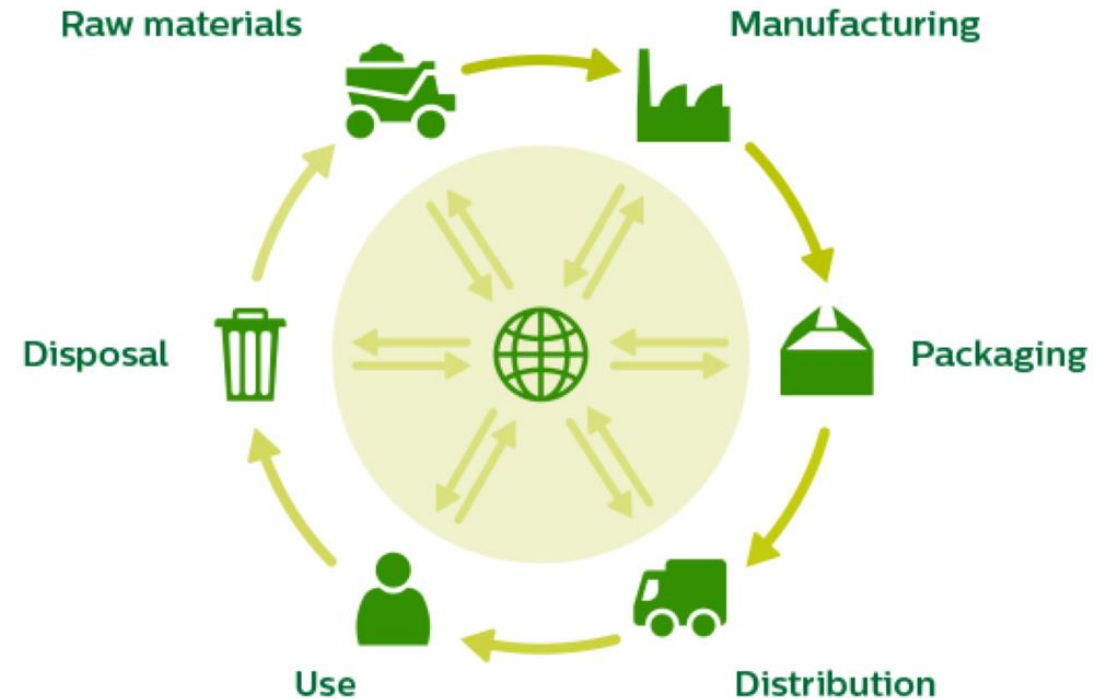 Raw materials
Manufacturing
Disposal
Packaging
Use
Distribution